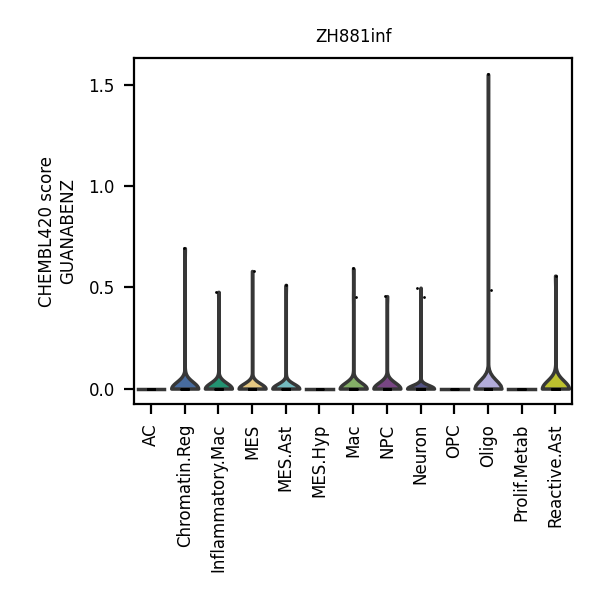 ZH881inf
CHEMBL420 score
GUANABENZ
1.5
1.0
0.5
0.0
AC
Chromatin.Reg
Inflammatory.Mac
MES
MES.Ast
MES.Hyp
Mac
NPC
Neuron
OPC
Oligo
Prolif.Metab
Reactive.Ast